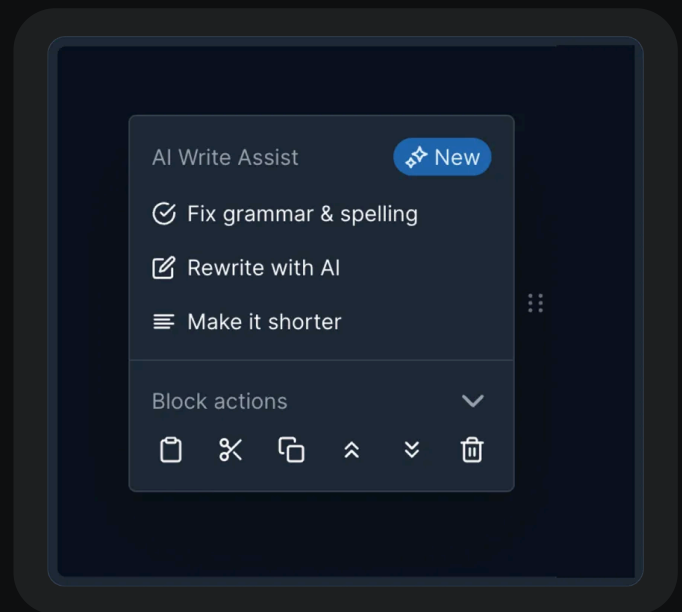 AI Write Assist
New
Fix grammar & spelling
Rewrite with AI
Make it shorter
Block actions